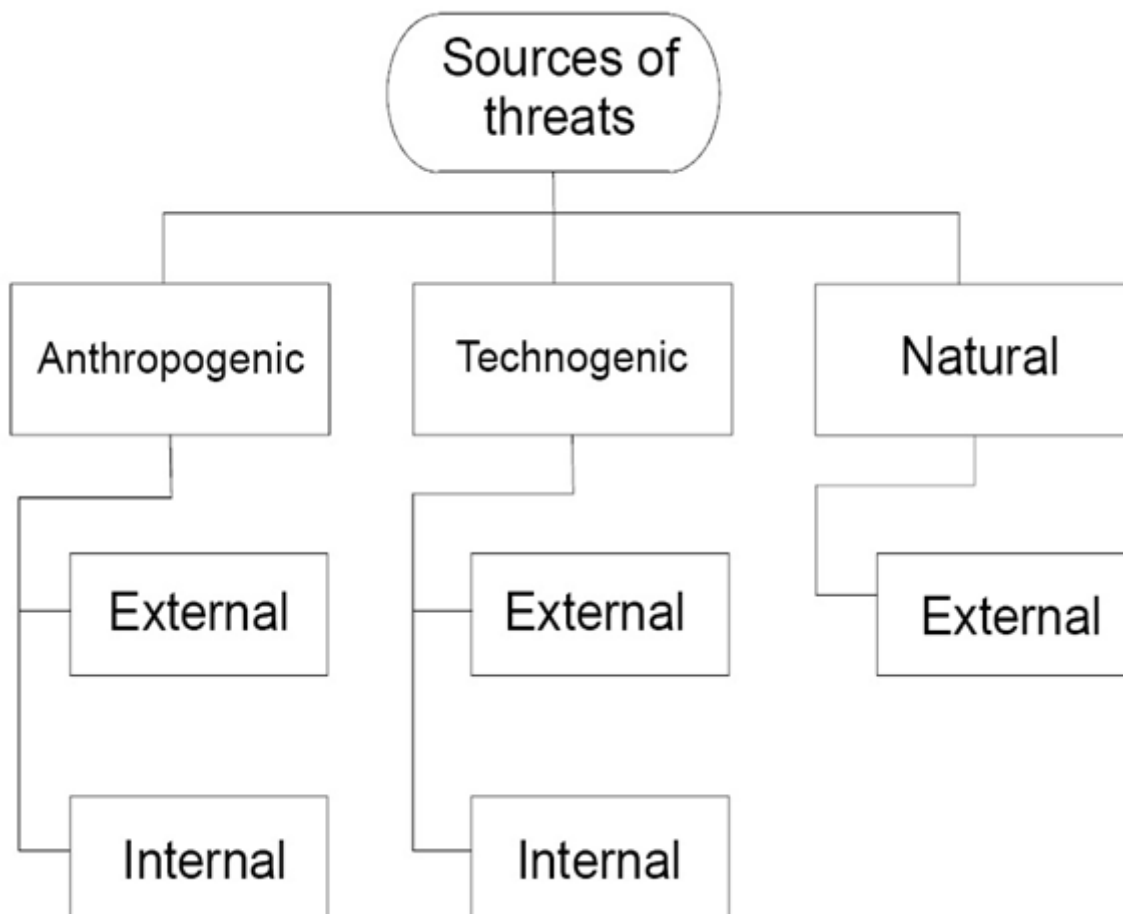 Sources of
threats
Anthropogenic
Technogenic
Natural
External
External
External
Internal
Internal